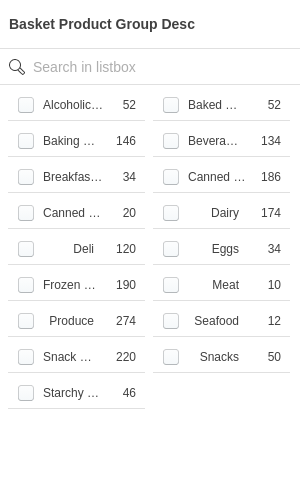 Basket Product Group Desc
Search in listbox
Alcoholic... 52 Baked ... 52
Baking ... 146 Bevera... 134
Breakfas... 34 Canned ... 186
Canned ... 20 Dairy 174
Deli 120 Eggs 34
Frozen ... 190 Meat 10
Produce 274 Seafood 12
Snack ... 220 Snacks 50
Starchy ... 46